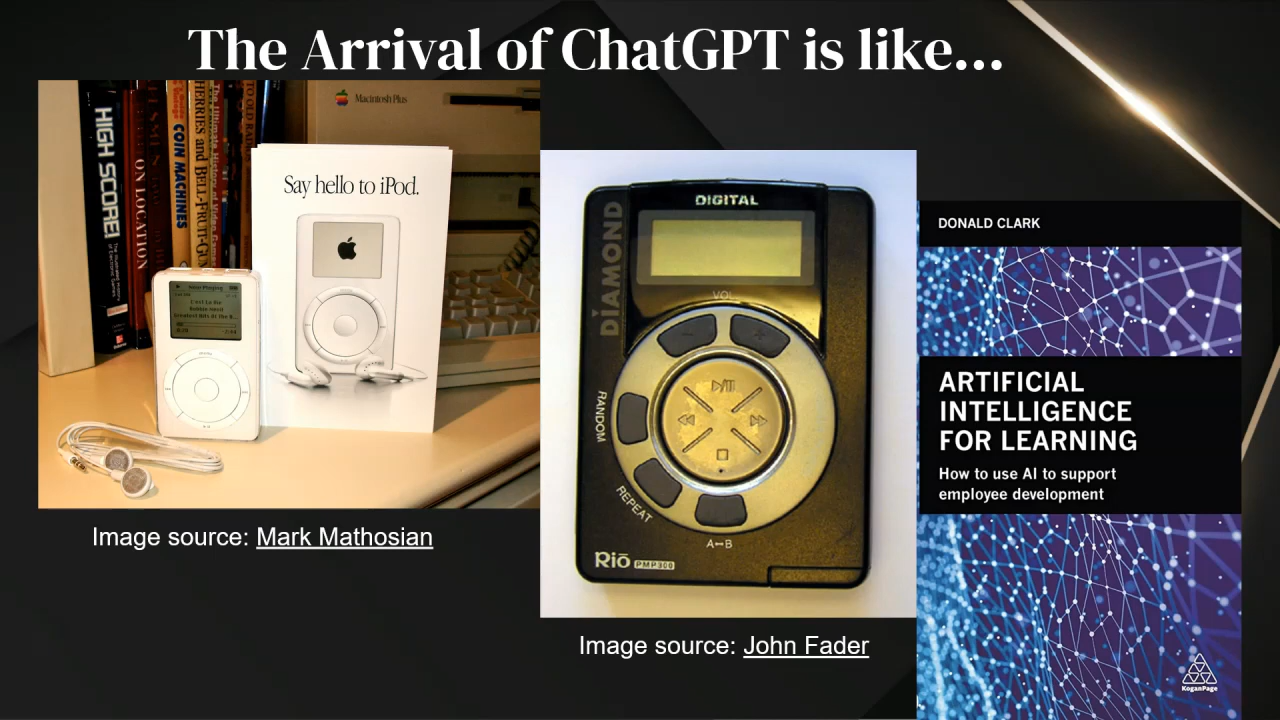 The Arrival of ChatGPT is like...
HIGH SCORE!
ON LOCATION
COIN MACHINES
Macintosh Plus
Say hello to iPod.
Now Playing
DIGITAL
DIAMOND
VOL
RANDOM
REPEAT
A↔B
Rio PMP300
Image source: Mark Mathosian
Image source: John Fader
DONALD CLARK
ARTIFICIAL
INTELLIGENCE
FOR LEARNING
How to use AI to support
employee development
KoganPage